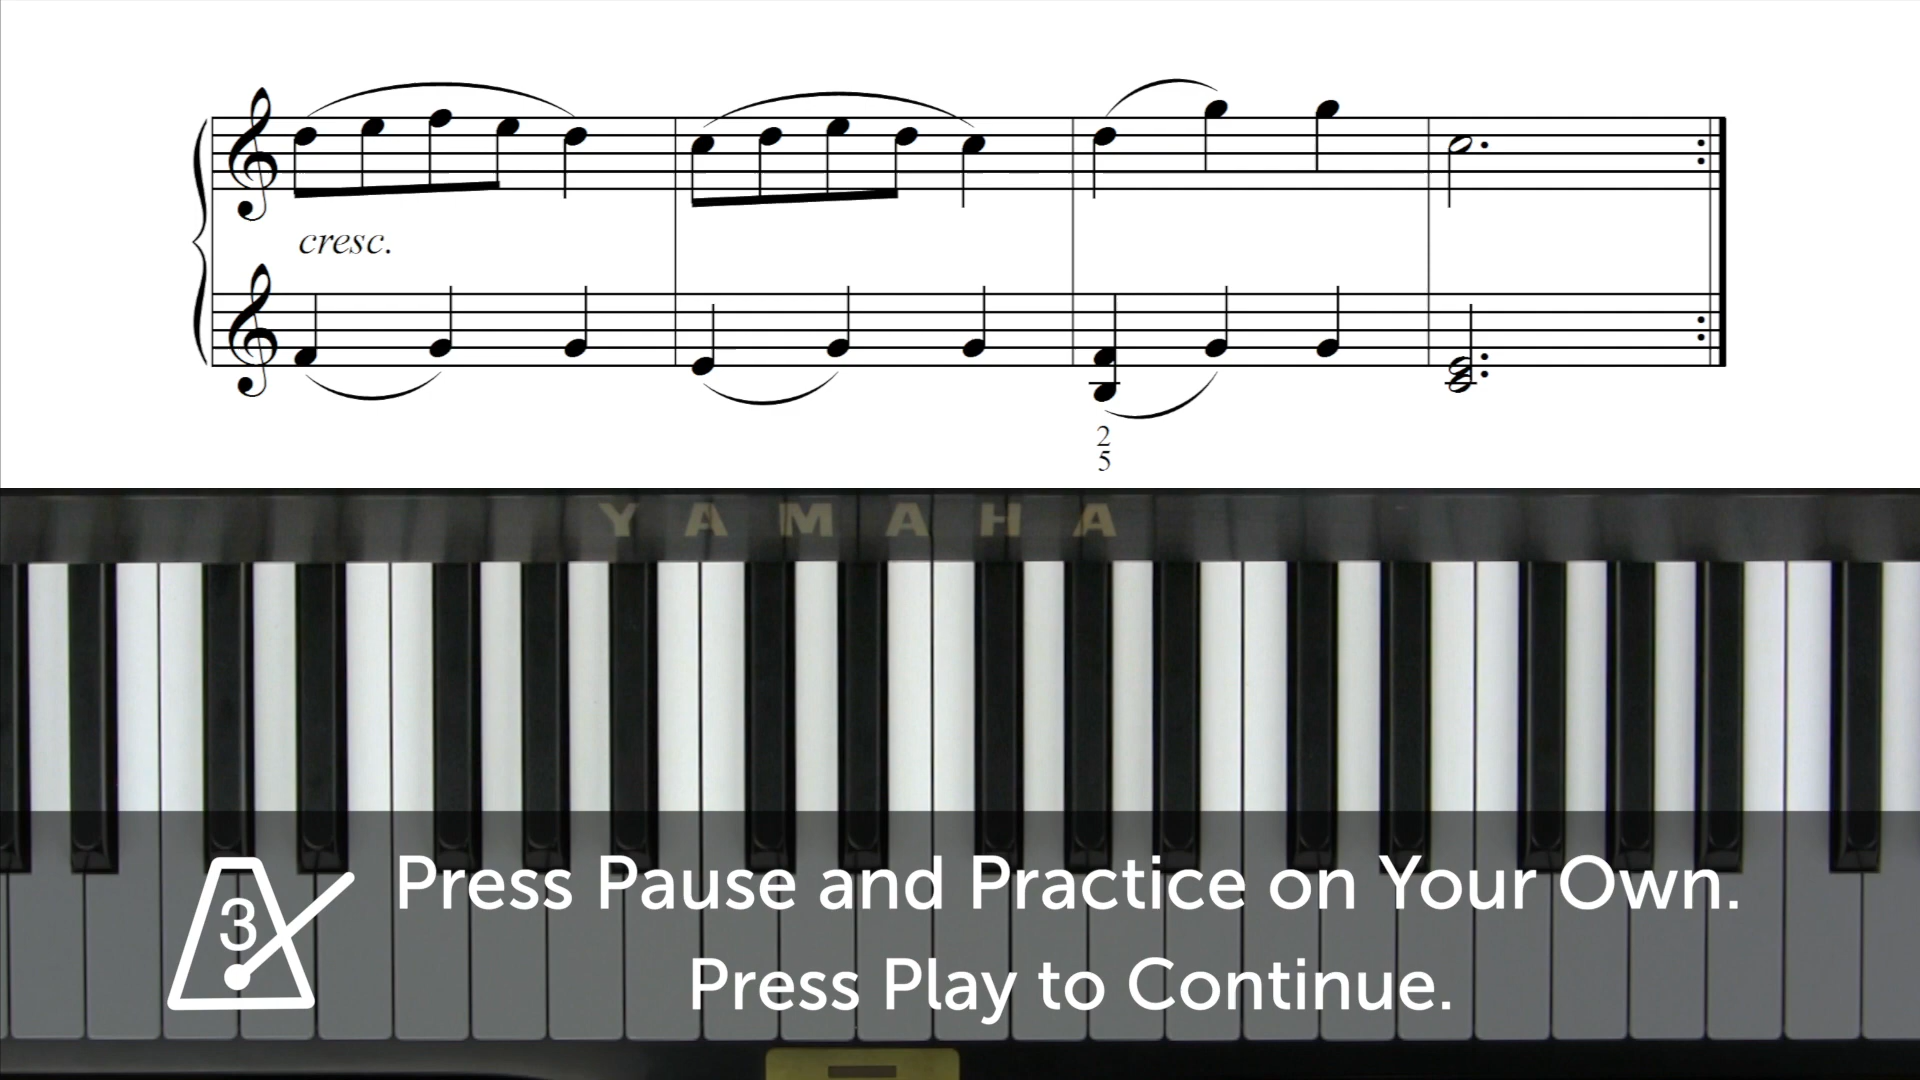 cresc.
2
5
YAMAHA
3
Press Pause and Practice on Your Own.
Press Play to Continue.